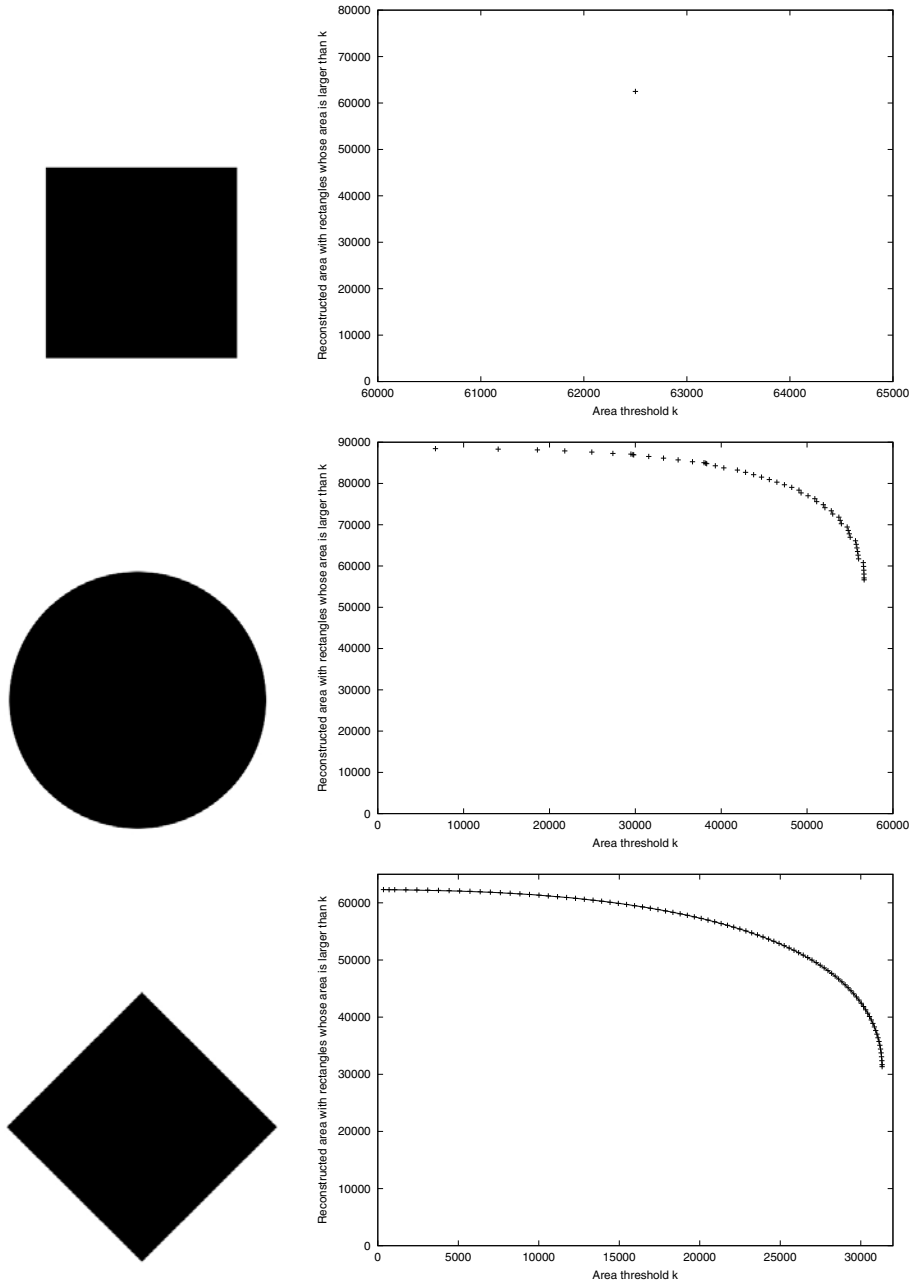 80000
70000
60000
50000
40000
30000
20000
10000
0
60000 61000 62000 63000 64000 65000
Area threshold k
Reconstructed area with rectangles whose area is larger than k
90000
80000
70000
60000
50000
40000
30000
20000
10000
0
0 10000 20000 30000 40000 50000 60000
Area threshold k
Reconstructed area with rectangles whose area is larger than k
60000
50000
40000
30000
20000
10000
0
0 5000 10000 15000 20000 25000 30000
Area threshold k
Reconstructed area with rectangles whose area is larger than k